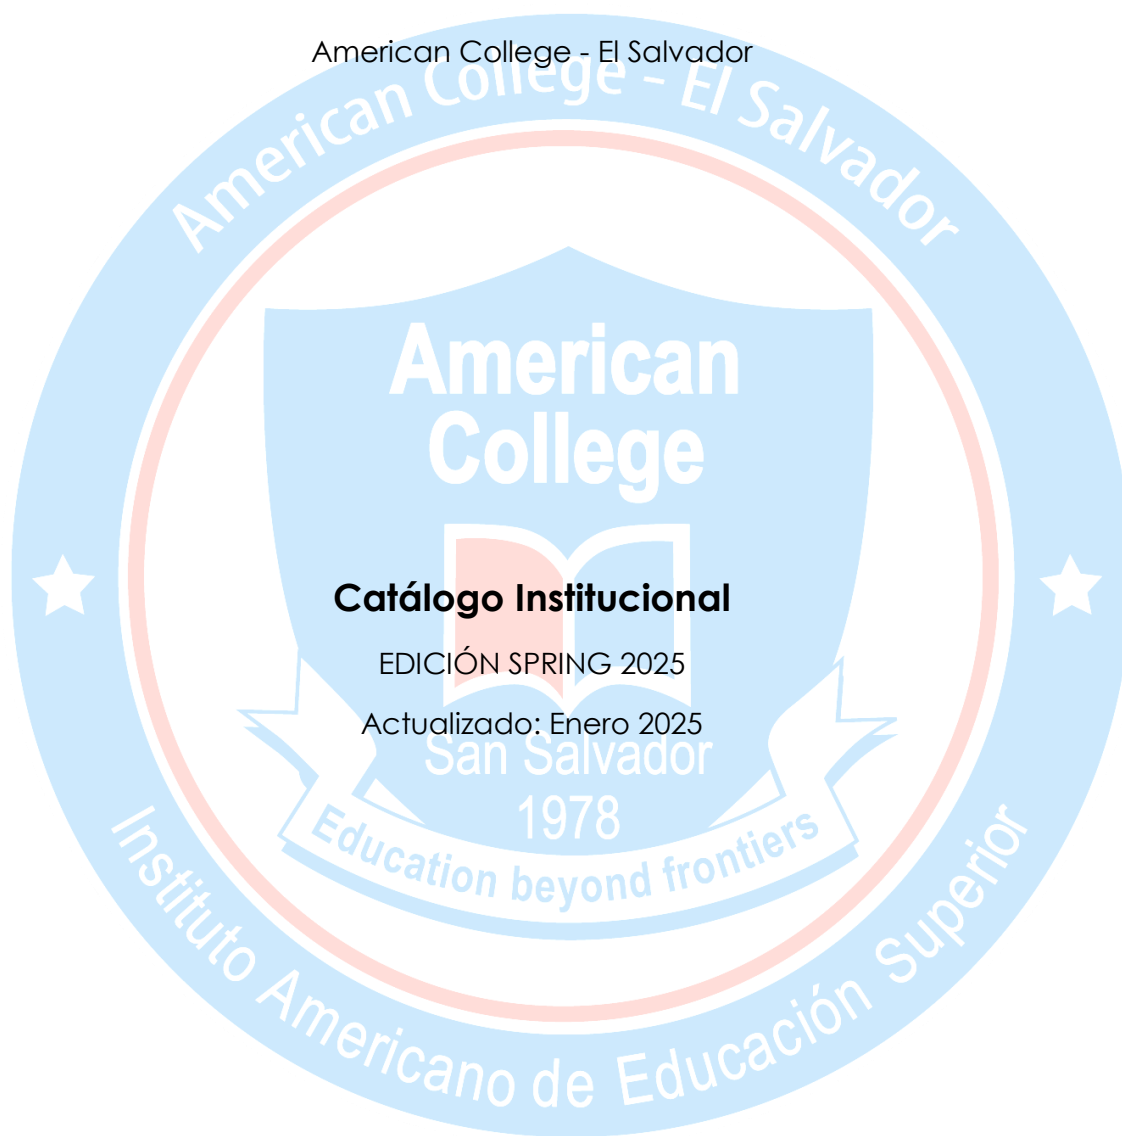 American College - El Salvador
American College - El Salvador
American
College
Catálogo Institucional
EDICIÓN SPRING 2025
Actualizado: Enero 2025
San Salvador
1978
Education beyond frontiers
Instituto Americano de Educación Superior